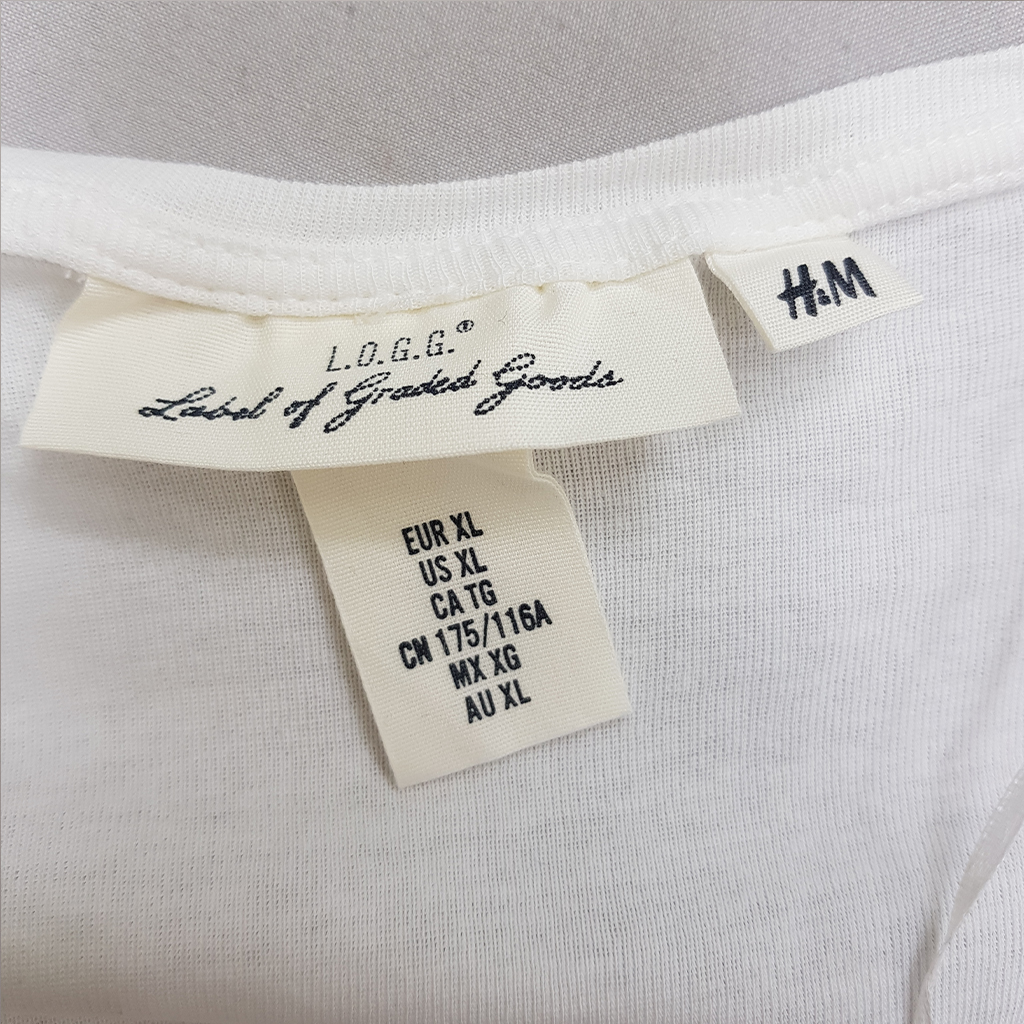 H&M
L.O.G.G.®
Label of Graded Goods
EUR XL
US XL
CA TG
CN 175/116A
MX XG
AU XL